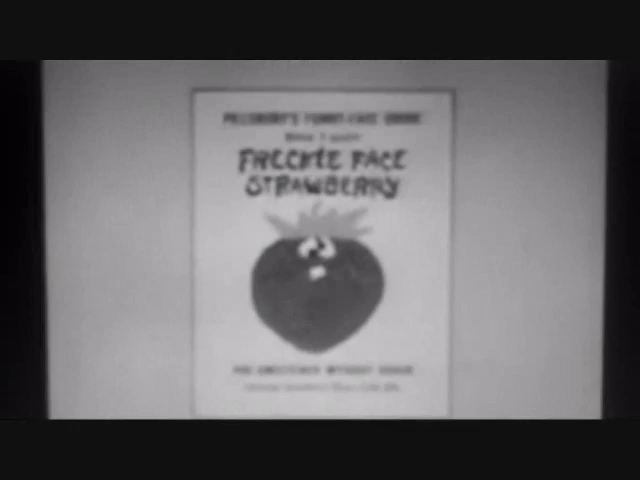 PILLSBURY'S FUNNY-FACE DRINK
FRECKLE FACE
STRAWBERRY
PRE-SWEETENED WITHOUT SUGAR